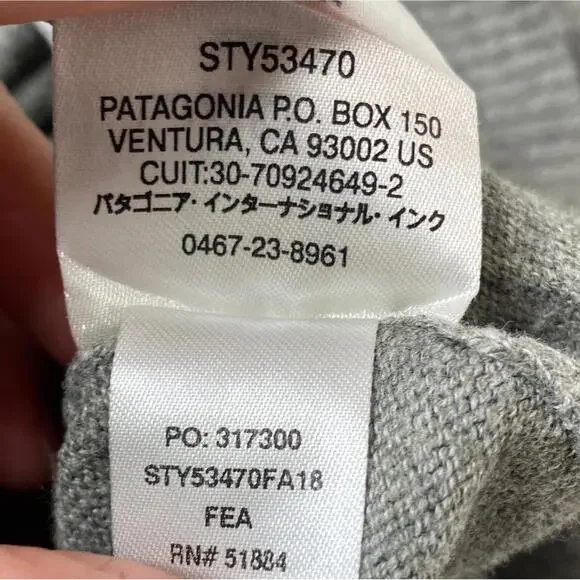 STY53470
PATAGONIA P.O. BOX 150
VENTURA, CA 93002 US
CUIT:30-70924649-2
パタゴニア・インターナショナル・インク
0467-23-8961
PO: 317300
STY53470FA18
FEA
RN# 51884